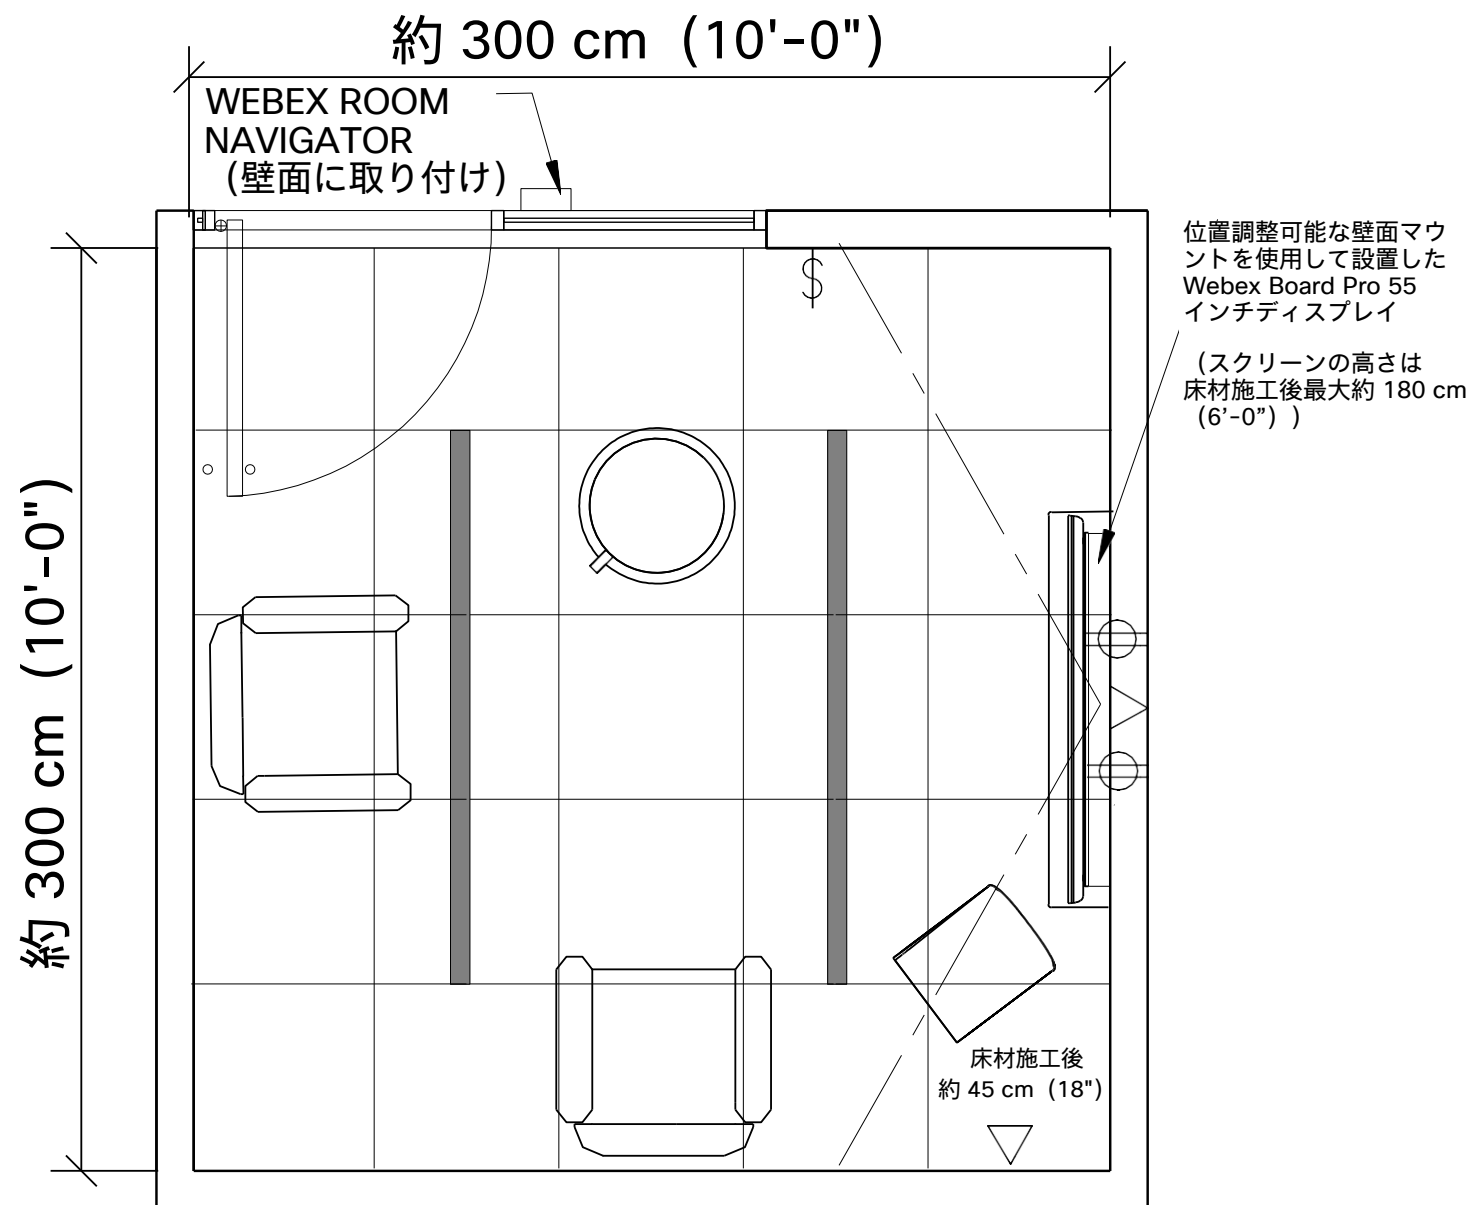 約 300 cm（10'-0"）
WEBEX ROOM
NAVIGATOR
（壁面に取り付け）
位置調整可能な壁面マウ
ントを使用して設置した
Webex Board Pro 55
インチディスプレイ
（スクリーンの高さは
床材施工後最大約 180 cm
（6’-0”））
約 300 cm（10'-0"）
$
床材施工後
約 45 cm（18"）